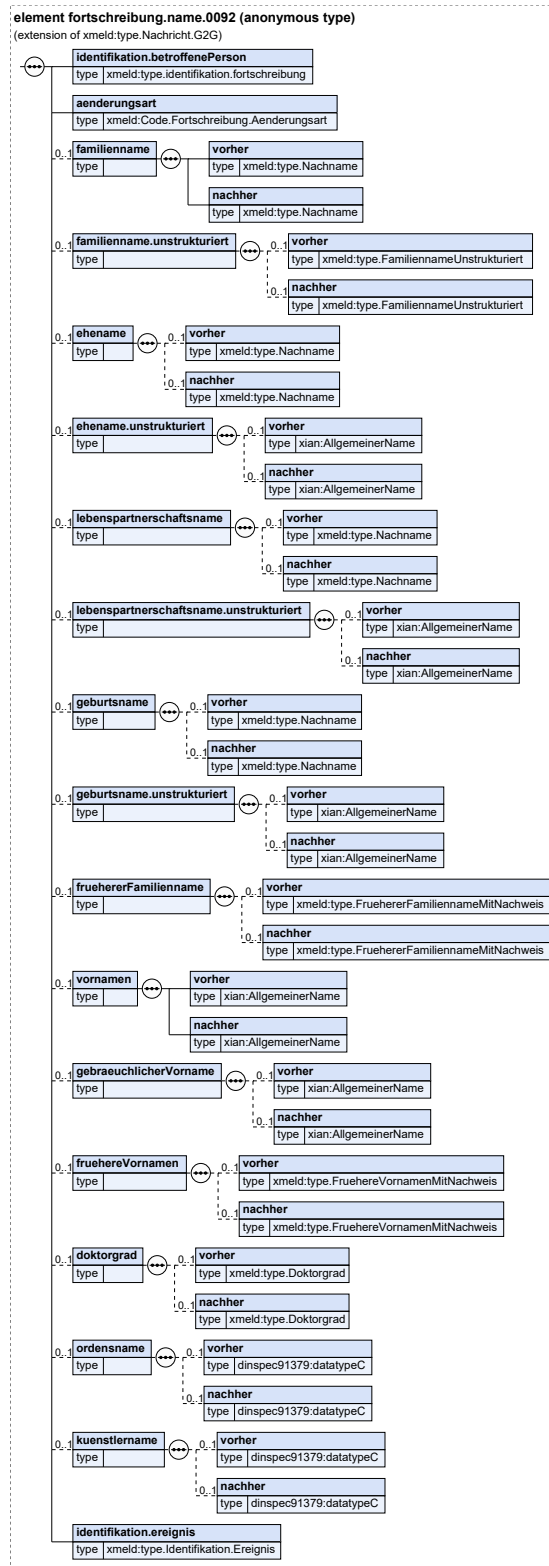 element fortschreibung.name.0092 (anonymous type)
(extension of xmeld:type.Nachricht.G2G)
identifikation.betroffenePerson
type xmeld:type.identifikation.fortschreibung
aenderungsart
type xmeld:Code.Fortschreibung.Aenderungsart
0..1 familienname
type
vorher
type xmeld:type.Nachname
nachher
type xmeld:type.Nachname
0..1 familienname.unstrukturiert
type
0..1 vorher
type xmeld:type.FamiliennameUnstrukturiert
0..1 nachher
type xmeld:type.FamiliennameUnstrukturiert
0..1 ehename
type
0..1 vorher
type xmeld:type.Nachname
0..1 nachher
type xmeld:type.Nachname
0..1 ehename.unstrukturiert
type
0..1 vorher
type xian:AllgemeinerName
0..1 nachher
type xian:AllgemeinerName
0..1 lebenspartnerschaftsname
type
0..1 vorher
type xmeld:type.Nachname
0..1 nachher
type xmeld:type.Nachname
0..1 lebenspartnerschaftsname.unstrukturiert
type
0..1 vorher
type xian:AllgemeinerName
0..1 nachher
type xian:AllgemeinerName
0..1 geburtsname
type
0..1 vorher
type xmeld:type.Nachname
0..1 nachher
type xmeld:type.Nachname
0..1 geburtsname.unstrukturiert
type
0..1 vorher
type xian:AllgemeinerName
0..1 nachher
type xian:AllgemeinerName
0..1 fruehererFamilienname
type
0..1 vorher
type xmeld:type.FruehererFamiliennameMitNachweis
0..1 nachher
type xmeld:type.FruehererFamiliennameMitNachweis
0..1 vornamen
type
vorher
type xian:AllgemeinerName
nachher
type xian:AllgemeinerName
0..1 gebraeuchlicherVorname
type
0..1 vorher
type xian:AllgemeinerName
0..1 nachher
type xian:AllgemeinerName
0..1 fruehereVornamen
type
0..1 vorher
type xmeld:type.FruehereVornamenMitNachweis
0..1 nachher
type xmeld:type.FruehereVornamenMitNachweis
0..1 doktorgrad
type
0..1 vorher
type xmeld:type.Doktorgrad
0..1 nachher
type xmeld:type.Doktorgrad
0..1 ordensname
type
0..1 vorher
type dinspec91379:datatypeC
0..1 nachher
type dinspec91379:datatypeC
0..1 kuenstlername
type
0..1 vorher
type dinspec91379:datatypeC
0..1 nachher
type dinspec91379:datatypeC
identifikation.ereignis
type xmeld:type.Identifikation.Ereignis